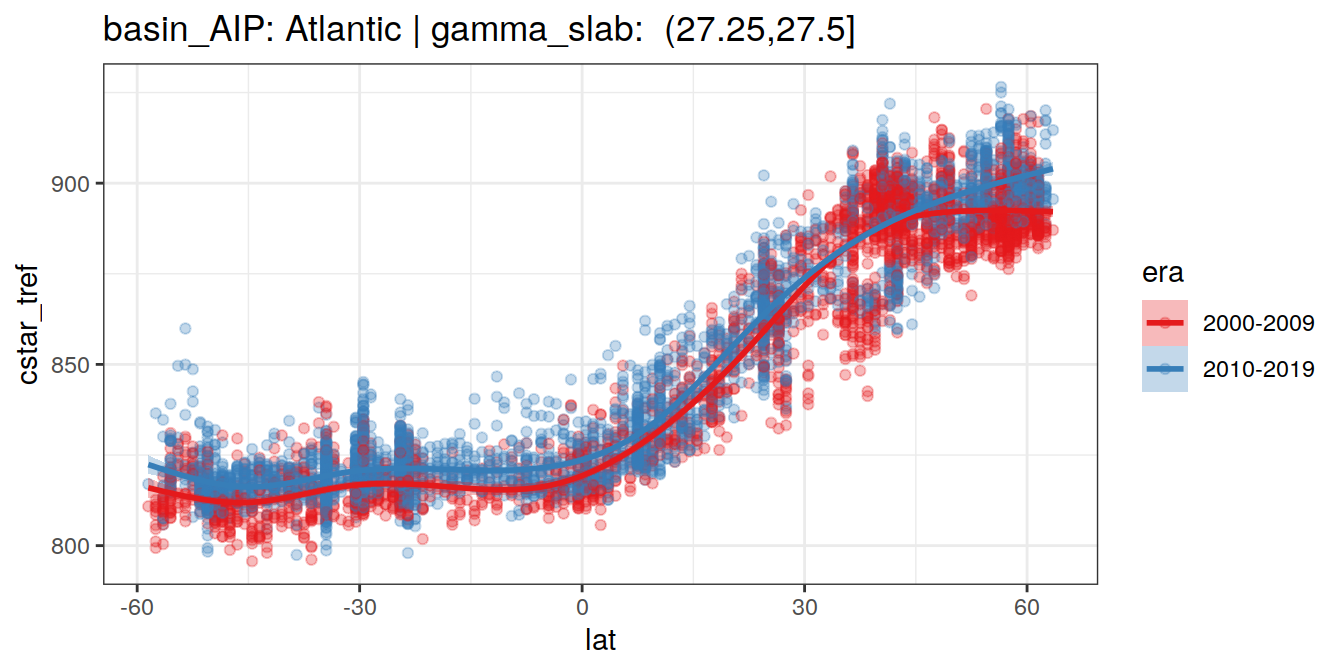 basin_AIP: Atlantic | gamma_slab:  (27.25,27.5]
cstar_tref
900
850
800
-60
-30
0
30
60
lat
era
2000-2009
2010-2019